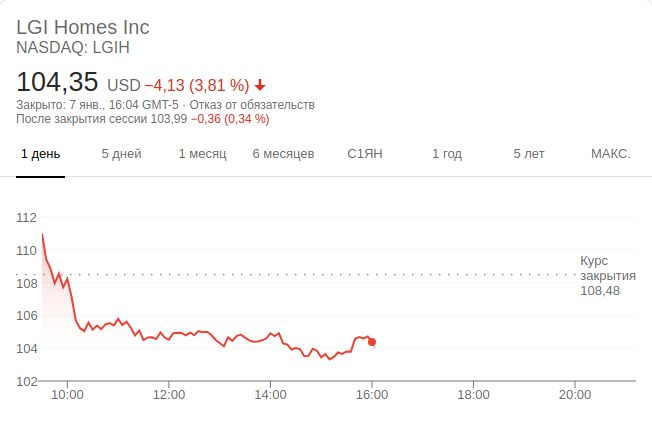 LGI Homes Inc
NASDAQ: LGIH
104,35 USD −4,13 (3,81 %)
Закрыто: 7 янв., 16:04 GMT-5 · Отказ от обязательств
После закрытия сессии 103,99 −0,36 (0,34 %)
1 день 5 дней 1 месяц 6 месяцев С1ЯН 1 год 5 лет МАКС.
112
110
108
106
104
102
Курс
закрытия
108,48
10:00 12:00 14:00 16:00 18:00 20:00